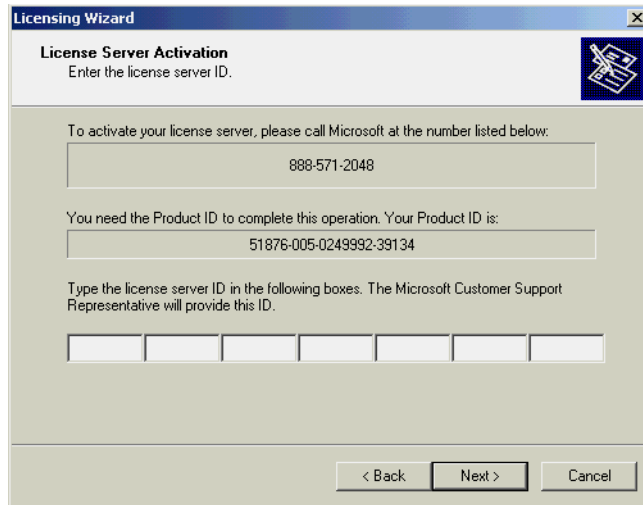 Licensing Wizard
License Server Activation
Enter the license server ID.
To activate your license server, please call Microsoft at the number listed below:
888-571-2048
You need the Product ID to complete this operation. Your Product ID is:
51876-005-0249992-39134
Type the license server ID in the following boxes. The Microsoft Customer Support
Representative will provide this ID.
< Back
Next >
Cancel